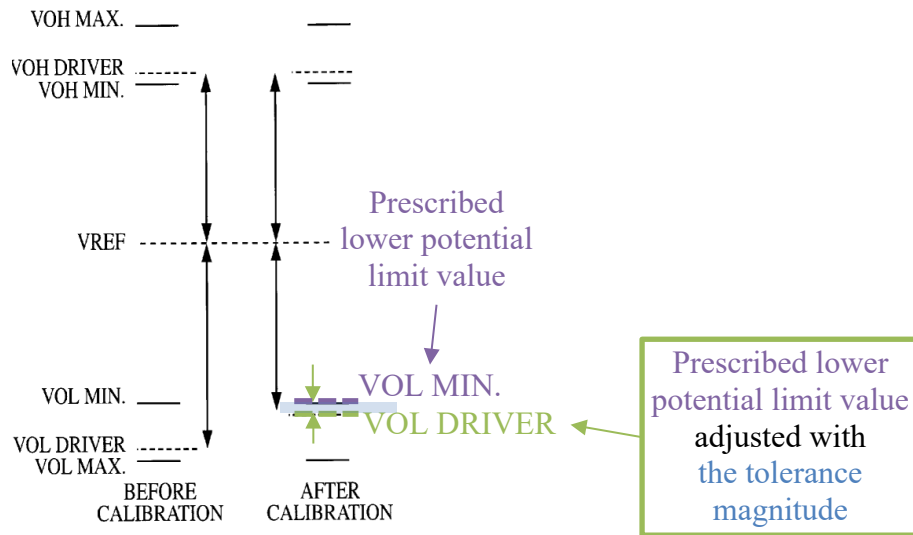 VOH MAX.
VOH DRIVER
VOH MIN.
VREF
Prescribed
lower potential
limit value
VOL MIN.
VOL MIN.
VOL DRIVER
VOL DRIVER
VOL MAX.
Prescribed lower
potential limit value
adjusted with
the tolerance
magnitude
BEFORE
CALIBRATION
AFTER
CALIBRATION